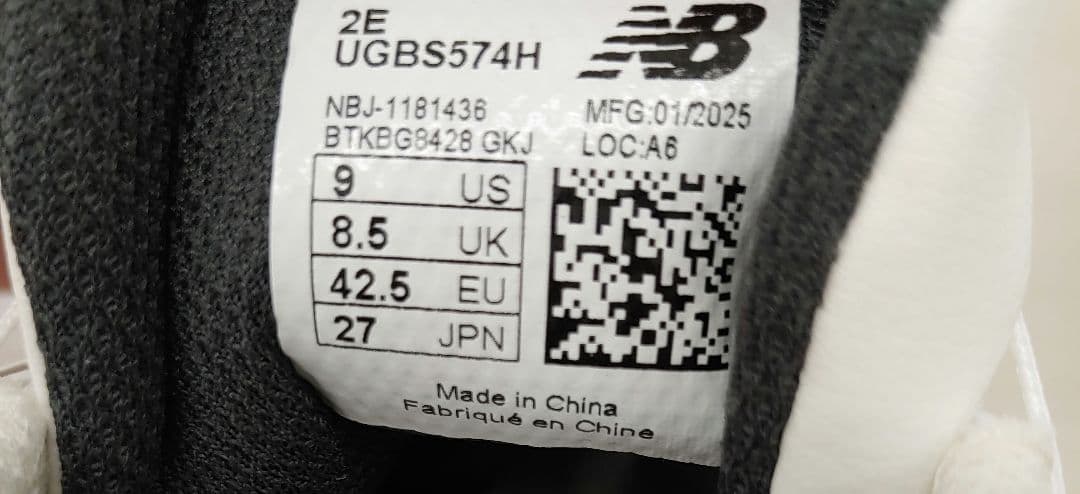 2E
UGBS574H
NB
NBJ-1181436
BTKBG8428 GKJ
MFG:01/2025
LOC:A6
9 US
8.5 UK
42.5 EU
27 JPN
Made in China
Fabriqué en Chine